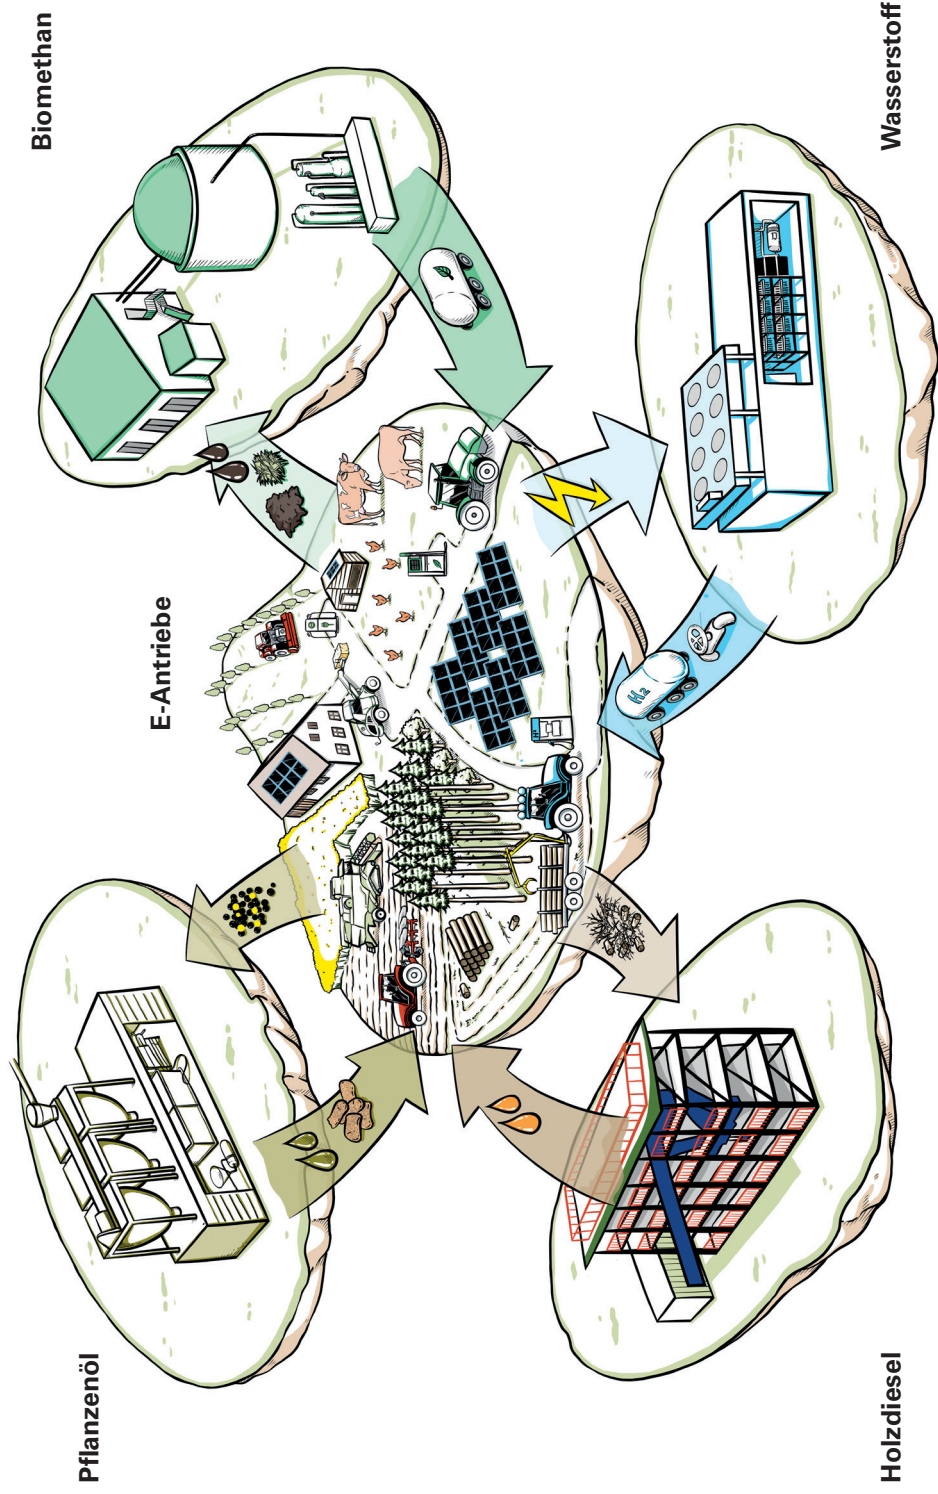 Pflanzenöl
E-Antriebe
Biomethan
H₂
Holzdiesel
Wasserstoff